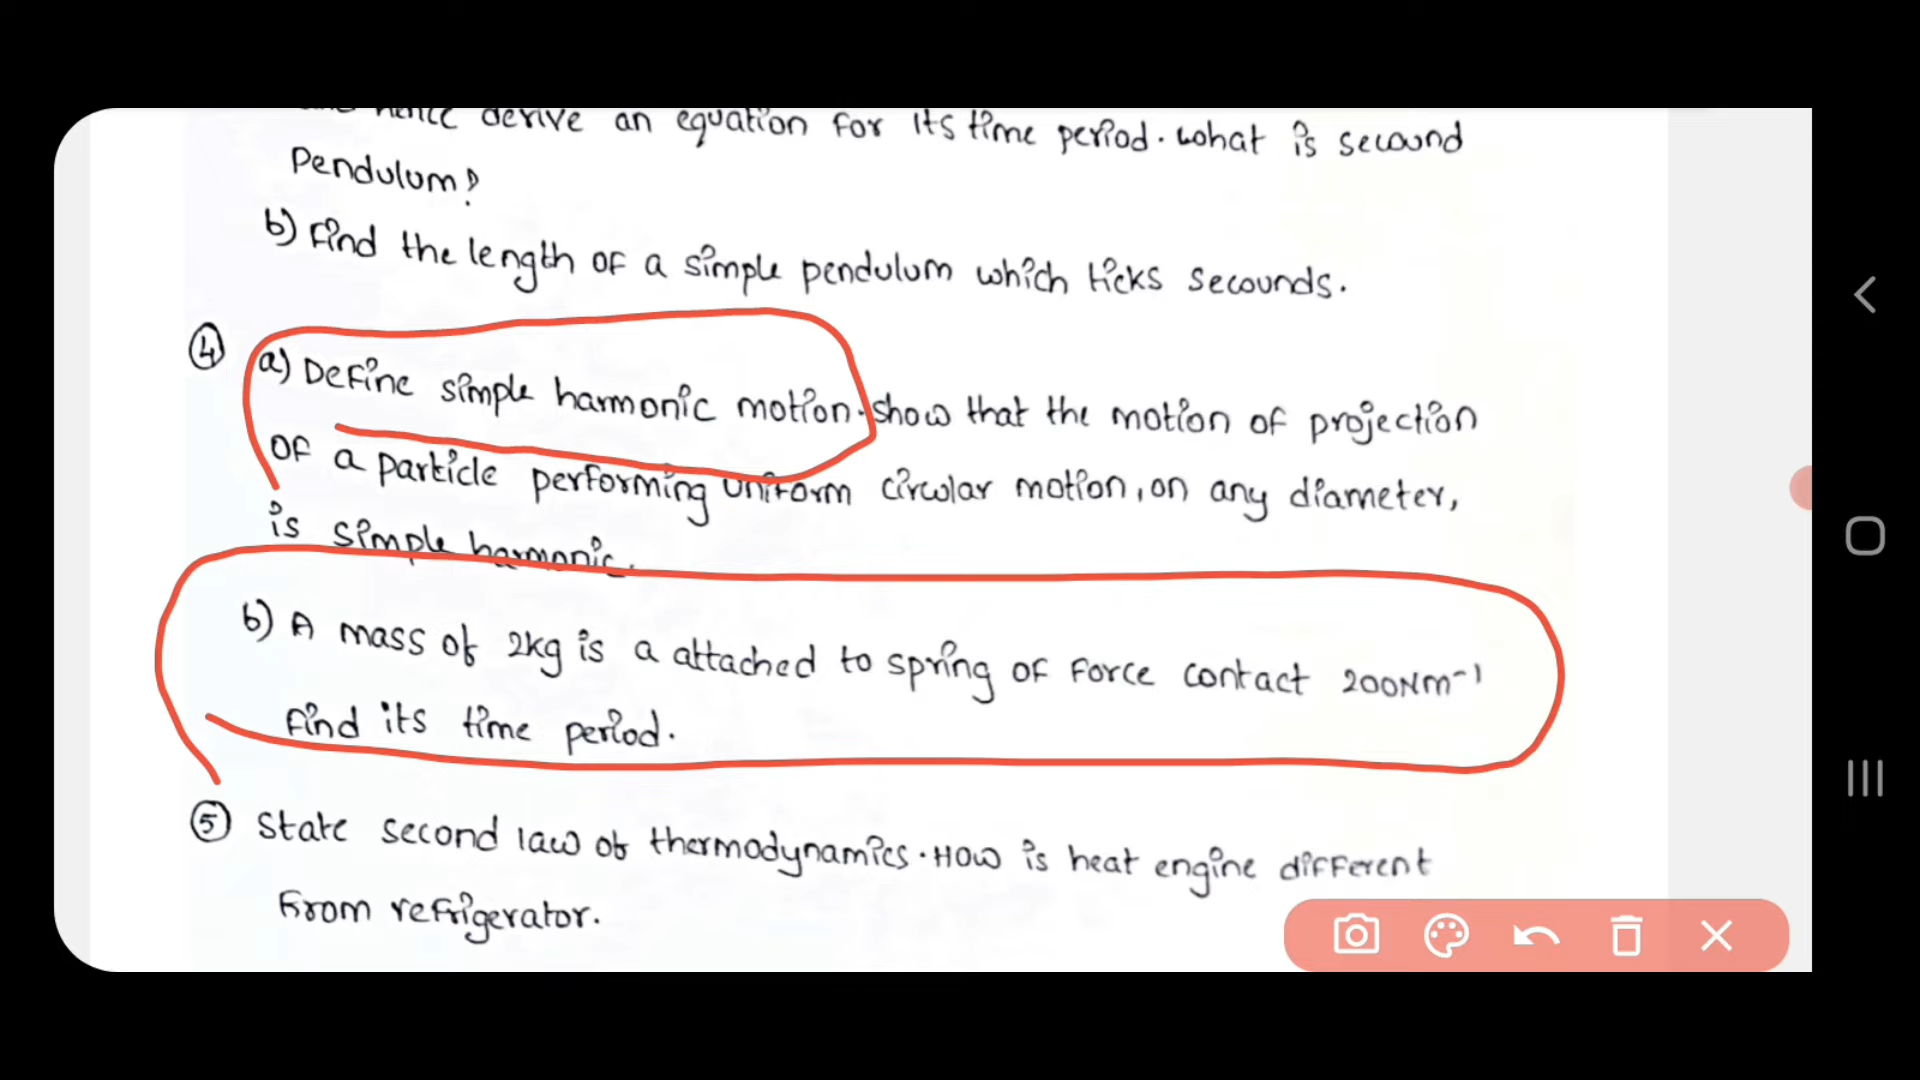 hence derive an equation for its time period. what is secound
Pendulum?
b) Find the length of a simple pendulum which ticks secounds.
④ a) Define simple harmonic motion. show that the motion of projection
of a particle performing uniform circular motion, on any diameter,
is simple harmonic.
b) A mass of 2kg is a attached to spring of Force contact 200Nm⁻¹
find its time period.
⑤ State second law of thermodynamics. How is heat engine different
From refrigerator.